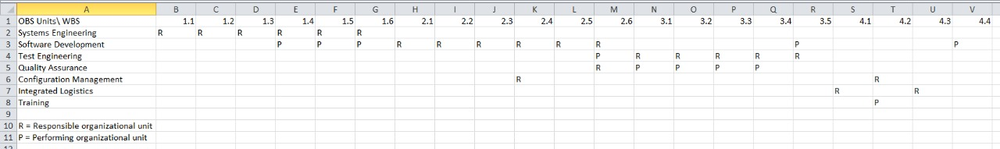 A B C D E F G H I J K L M N O P Q R S T U V
1 OBS Units\ WBS 1.1 1.2 1.3 1.4 1.5 1.6 2.1 2.2 2.3 2.4 2.5 2.6 3.1 3.2 3.3 3.4 3.5 4.1 4.2 4.3 4.4
2 Systems Engineering R R R R R R
3 Software Development P P P R R R R R R P P
4 Test Engineering P R R R R R
5 Quality Assurance R P P P P
6 Configuration Management R R
7 Integrated Logistics R R
8 Training P
9
10 R = Responsible organizational unit
11 P = Performing organizational unit